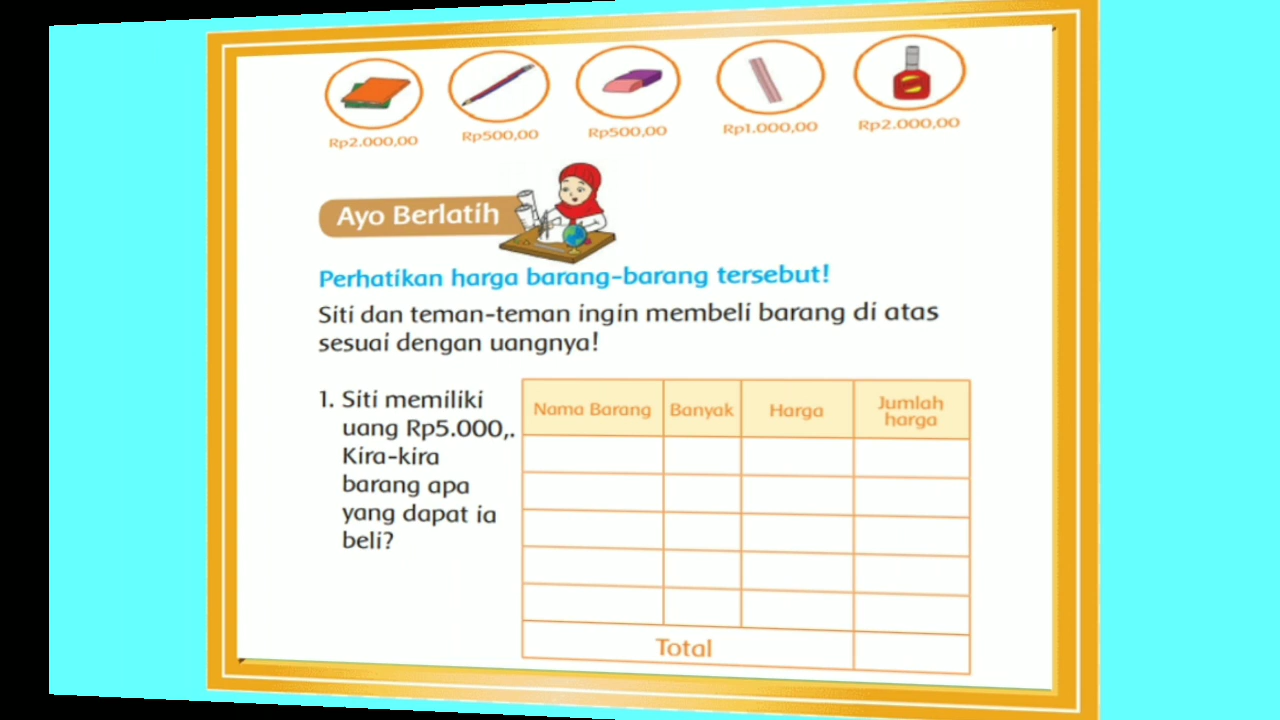 Rp2.000,00 Rp500,00 Rp500,00 Rp1.000,00 Rp2.000,00
Ayo Berlatih
Perhatikan harga barang-barang tersebut!
Siti dan teman-teman ingin membeli barang di atas
sesuai dengan uangnya!
1. Siti memiliki
uang Rp5.000,.
Kira-kira
barang apa
yang dapat ia
beli?
Nama Barang Banyak Harga Jumlah
harga
Total